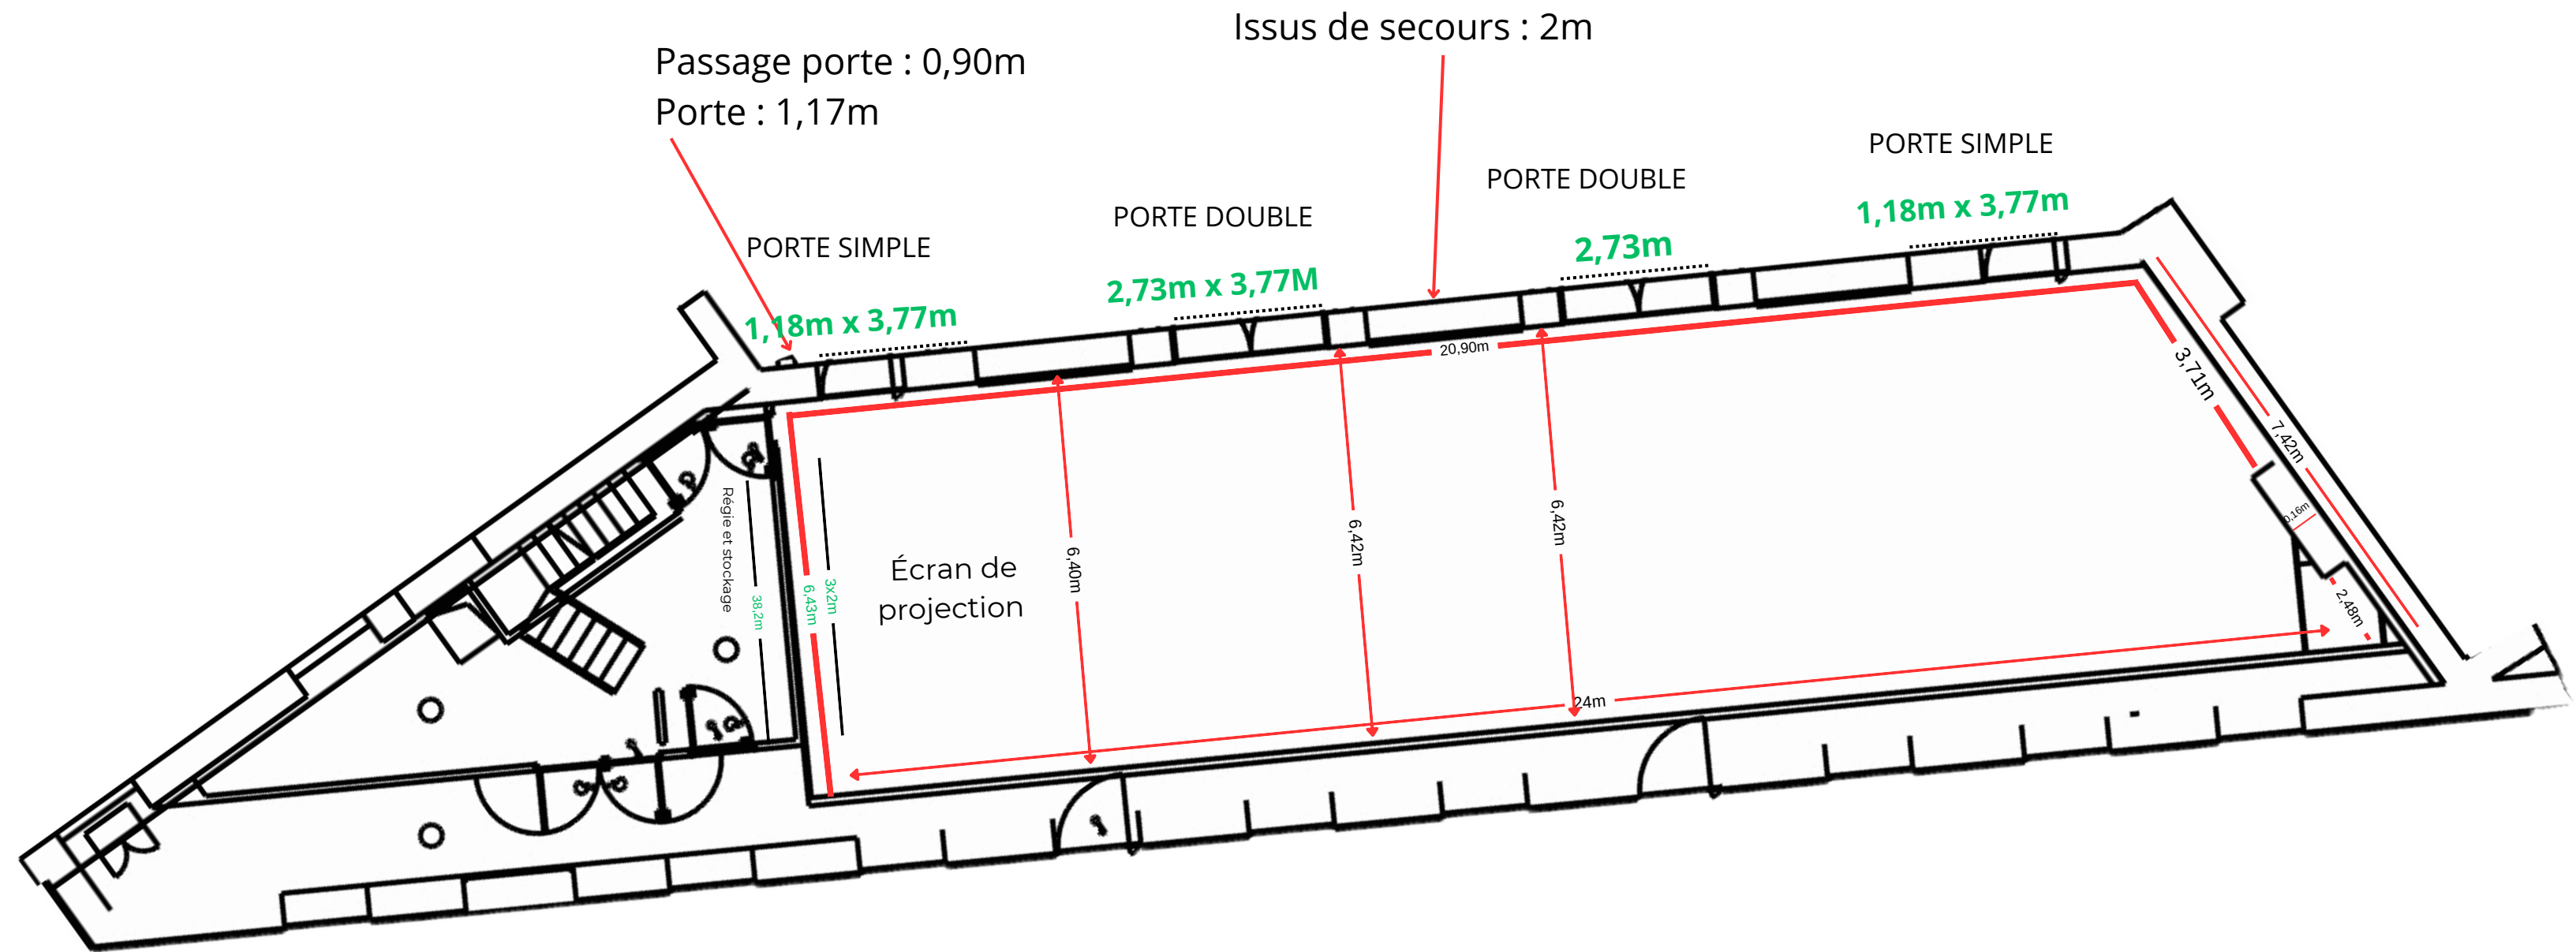 Issus de secours : 2m
Passage porte : 0,90m
Porte : 1,17m
PORTE SIMPLE
PORTE DOUBLE
PORTE DOUBLE
PORTE SIMPLE
1,18m x 3,77m
2,73m x 3,77M
2,73m
1,18m x 3,77m
20,90m
3,71m
7,42m
0,16m
2,48m
Régie et stockage
38,2m
6,43m
3x2m
Écran de
projection
6,40m
6,42m
6,42m
24m